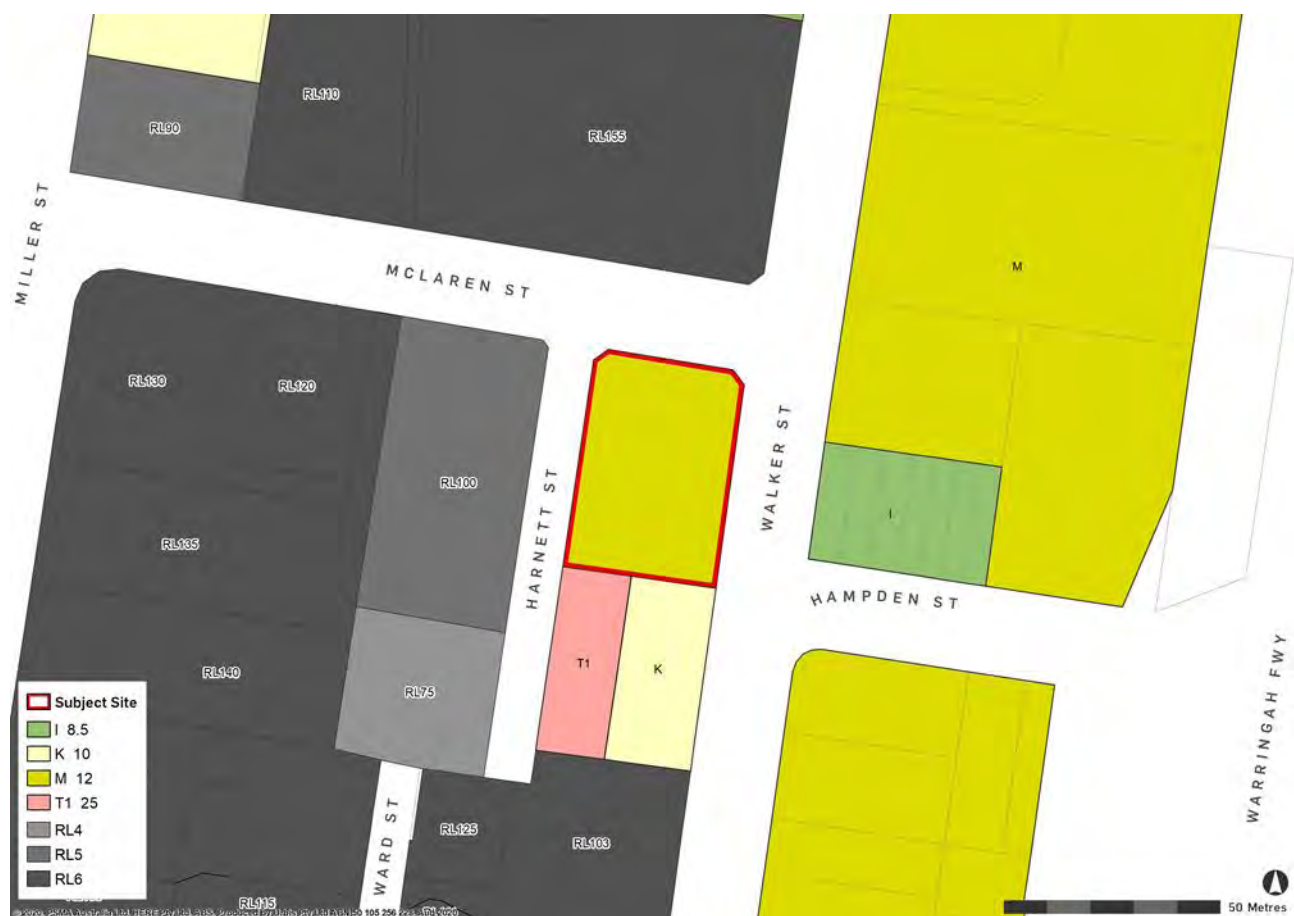 RL110
RL90
RL155
MILLER ST
MCLAREN ST
M
RL130
RL120
WALKER ST
RL100
HARNETT ST
I
RL135
HAMPDEN ST
T1
K
RL140
RL75
WARRINGAH FWY
WARD ST
RL125
RL103
RL115
Subject Site
I 8.5
K 10
M 12
T1 25
RL4
RL5
RL6
50 Metres